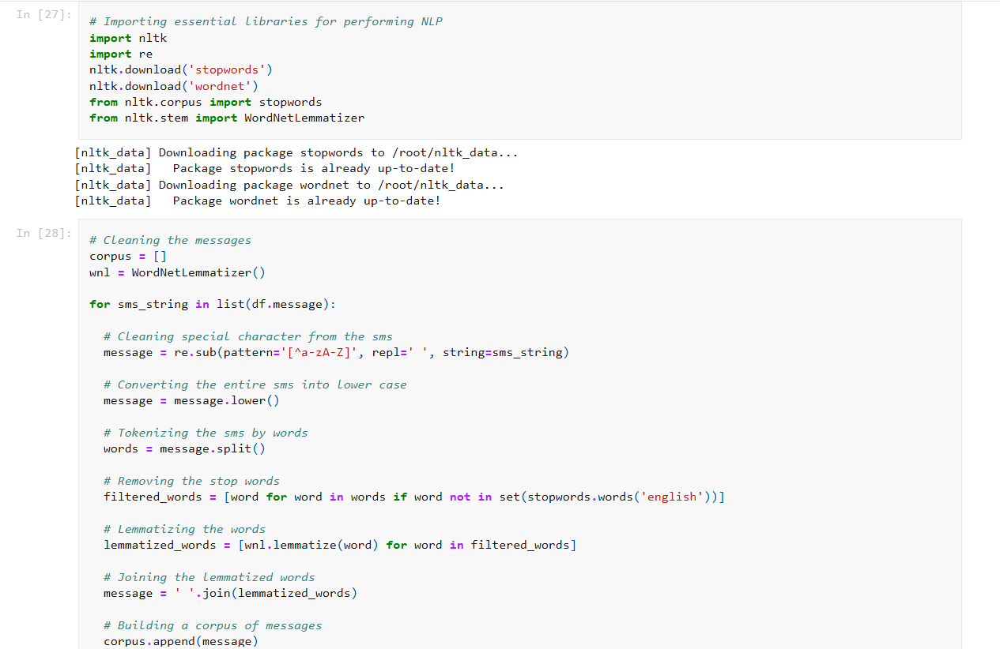 In [27]:
# Importing essential libraries for performing NLP
import nltk
import re
nltk.download('stopwords')
nltk.download('wordnet')
from nltk.corpus import stopwords
from nltk.stem import WordNetLemmatizer
[nltk_data] Downloading package stopwords to /root/nltk_data...
[nltk_data]   Package stopwords is already up-to-date!
[nltk_data] Downloading package wordnet to /root/nltk_data...
[nltk_data]   Package wordnet is already up-to-date!
In [28]:
# Cleaning the messages
corpus = []
wnl = WordNetLemmatizer()
for sms_string in list(df.message):
  # Cleaning special character from the sms
  message = re.sub(pattern='[^a-zA-Z]', repl=' ', string=sms_string)
  # Converting the entire sms into lower case
  message = message.lower()
  # Tokenizing the sms by words
  words = message.split()
  # Removing the stop words
  filtered_words = [word for word in words if word not in set(stopwords.words('english'))]
  # Lemmatizing the words
  lemmatized_words = [wnl.lemmatize(word) for word in filtered_words]
  # Joining the lemmatized words
  message = ' '.join(lemmatized_words)
  # Building a corpus of messages
  corpus.append(message)